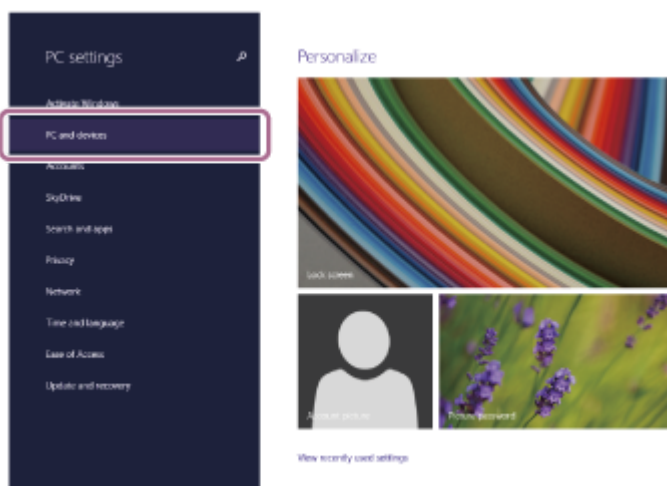 PC settings
Activate Windows
PC and devices
Accounts
SkyDrive
Search and apps
Privacy
Network
Time and language
Ease of Access
Update and recovery
Personalize
Lock screen
Account picture
Picture password
View recently used settings